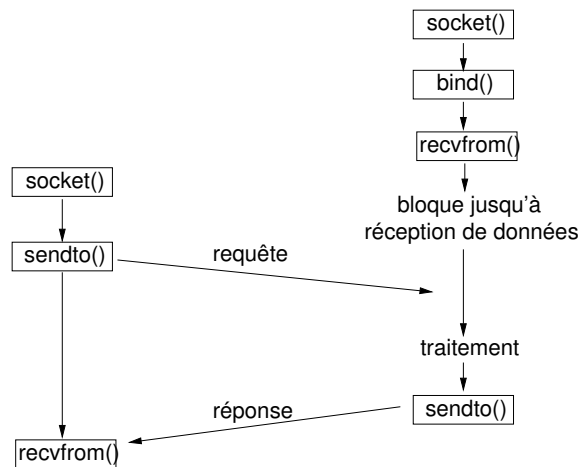 socket()
bind()
recvfrom()
bloque jusqu'à
réception de données
socket()
sendto()
requête
traitement
sendto()
réponse
recvfrom()